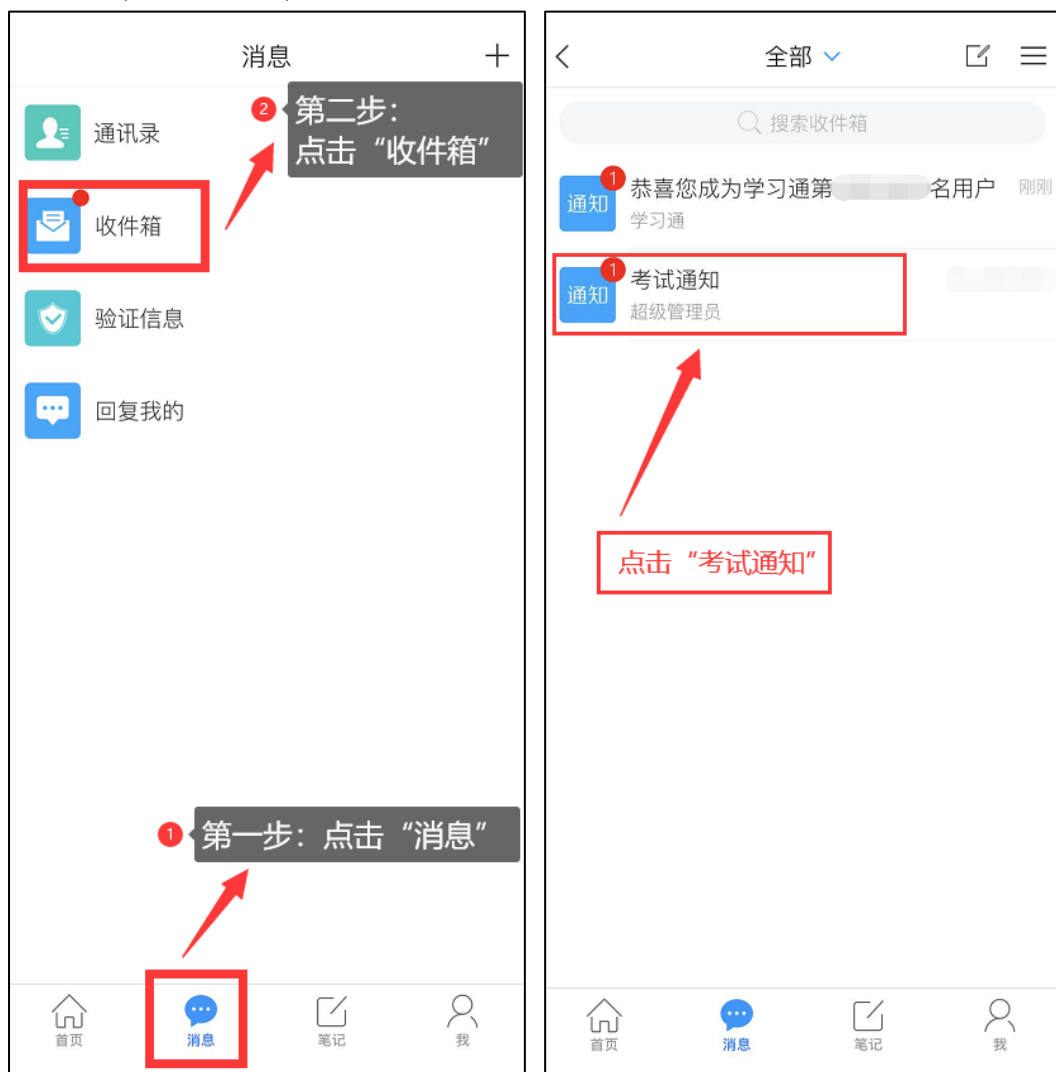 消息
2
第二步：
点击“收件箱”
通讯录
收件箱
验证信息
回复我的
1
第一步：点击“消息”
首页
消息
笔记
我
全部
搜索收件箱
1
通知
恭喜您成为学习通第
名用户
刚刚
学习通
1
通知
考试通知
超级管理员
点击“考试通知”
首页
消息
笔记
我